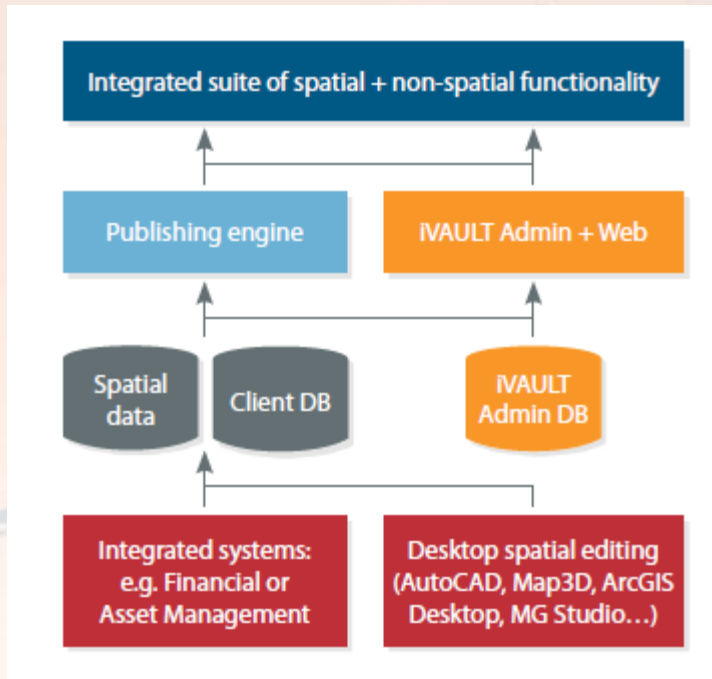 Integrated suite of spatial + non-spatial functionality
Publishing engine
iVAULT Admin + Web
Spatial
data
Client DB
iVAULT
Admin DB
Integrated systems:
e.g. Financial or
Asset Management
Desktop spatial editing
(AutoCAD, Map3D, ArcGIS
Desktop, MG Studio…)